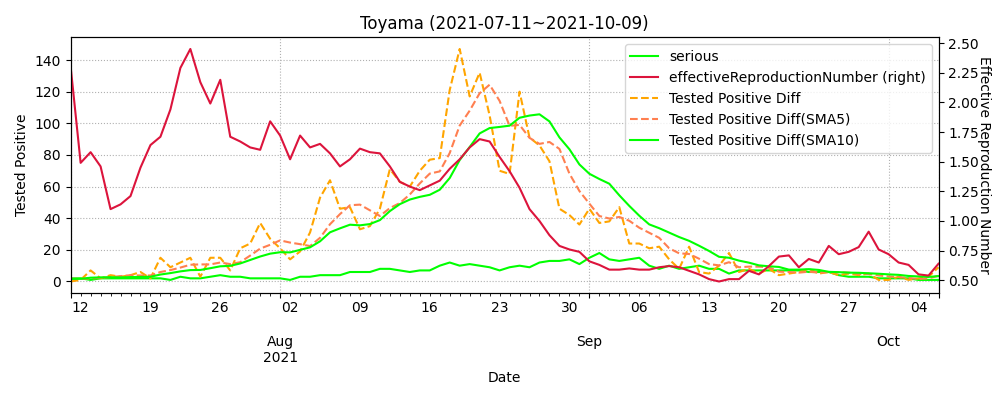 Toyama (2021-07-11~2021-10-09)
serious
effectiveReproductionNumber (right)
Tested Positive Diff
Tested Positive Diff(SMA5)
Tested Positive Diff(SMA10)
Tested Positive
140
120
100
80
60
40
20
0
Effective Reproduction Number
2.50
2.25
2.00
1.75
1.50
1.25
1.00
0.75
0.50
12 19 26 02 09 16 23 30 06 13 20 27 04
Aug Sep Oct
2021
Date